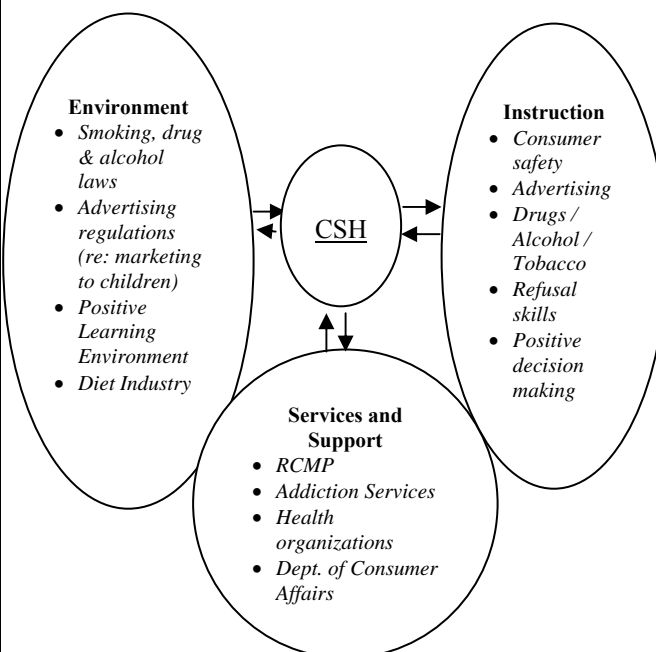 Environment
• Smoking, drug
& alcohol
laws
• Advertising
regulations
(re: marketing
to children)
• Positive
Learning
Environment
• Diet Industry
CSH
Instruction
• Consumer
safety
• Advertising
• Drugs /
Alcohol /
Tobacco
• Refusal
skills
• Positive
decision
making
Services and
Support
• RCMP
• Addiction Services
• Health
organizations
• Dept. of Consumer
Affairs